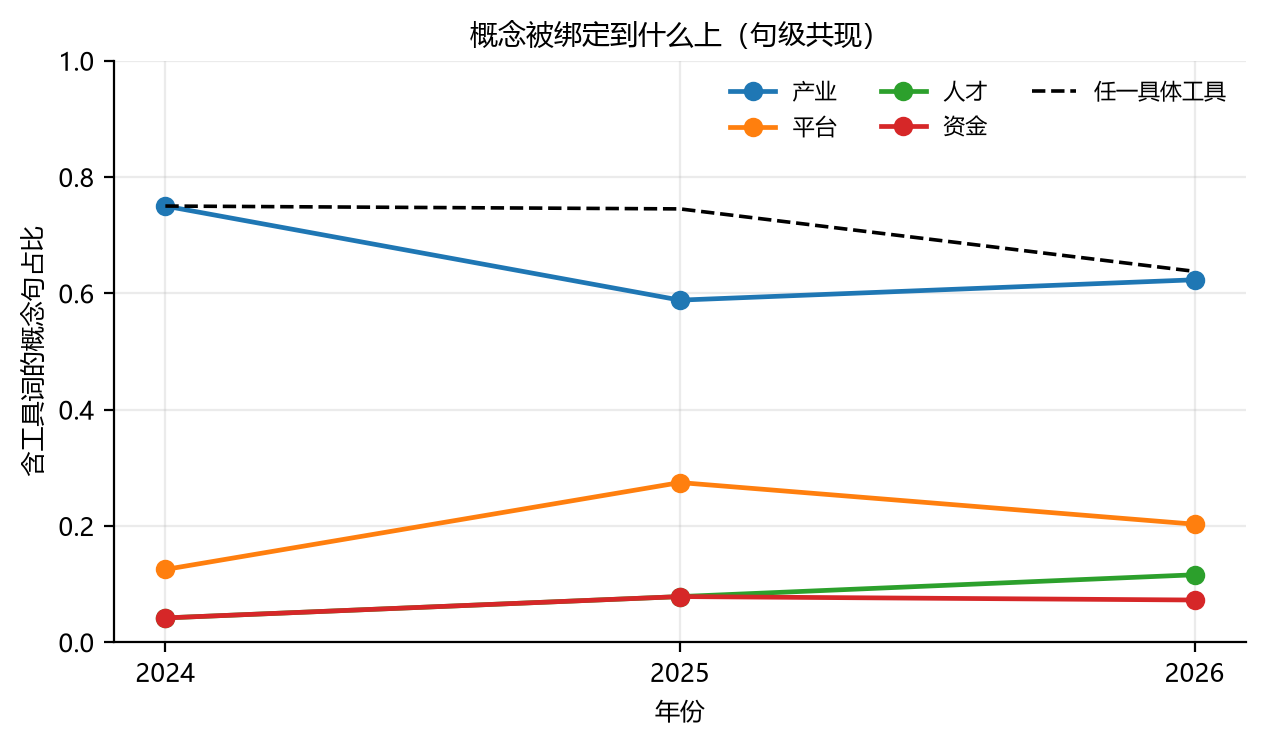 概念被绑定到什么上（句级共现）
1.0
0.8
0.6
0.4
0.2
0.0
含工具词的概念句占比
产业
人才
任一具体工具
平台
资金
2024
2025
2026
年份